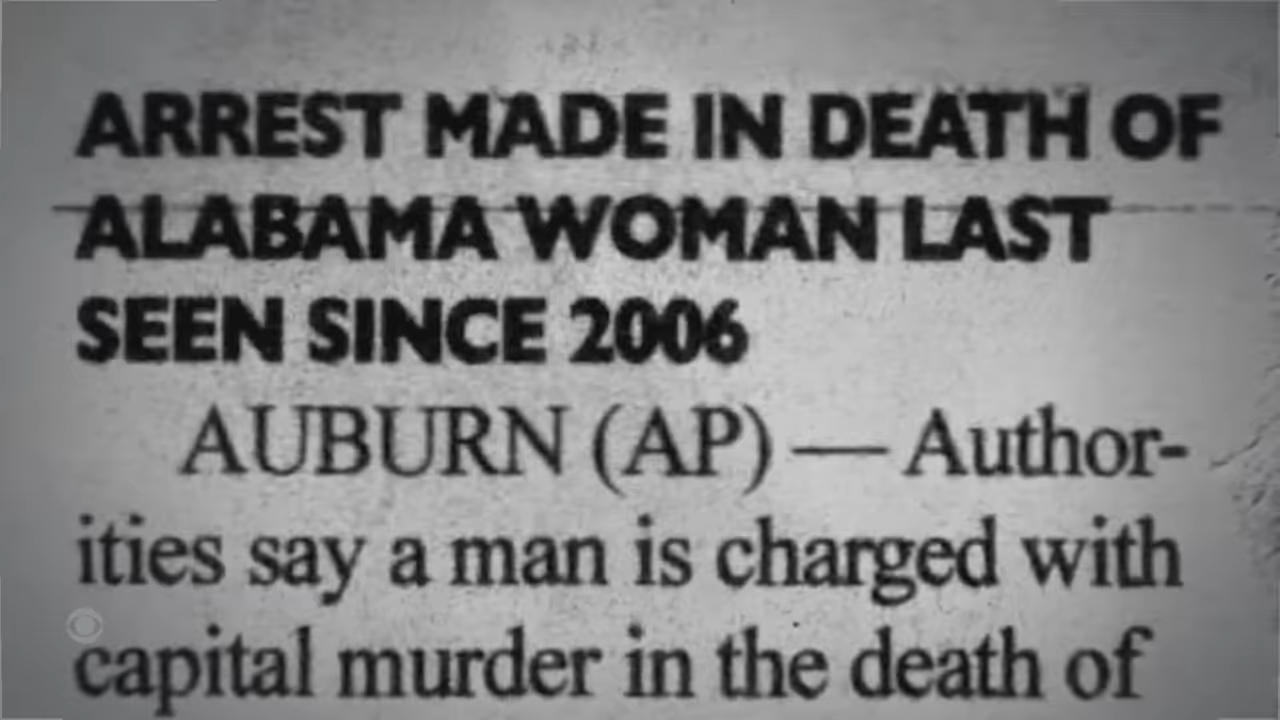 ARREST MADE IN DEATH OF
ALABAMA WOMAN LAST
SEEN SINCE 2006
AUBURN (AP) — Author-
ities say a man is charged with
capital murder in the death of